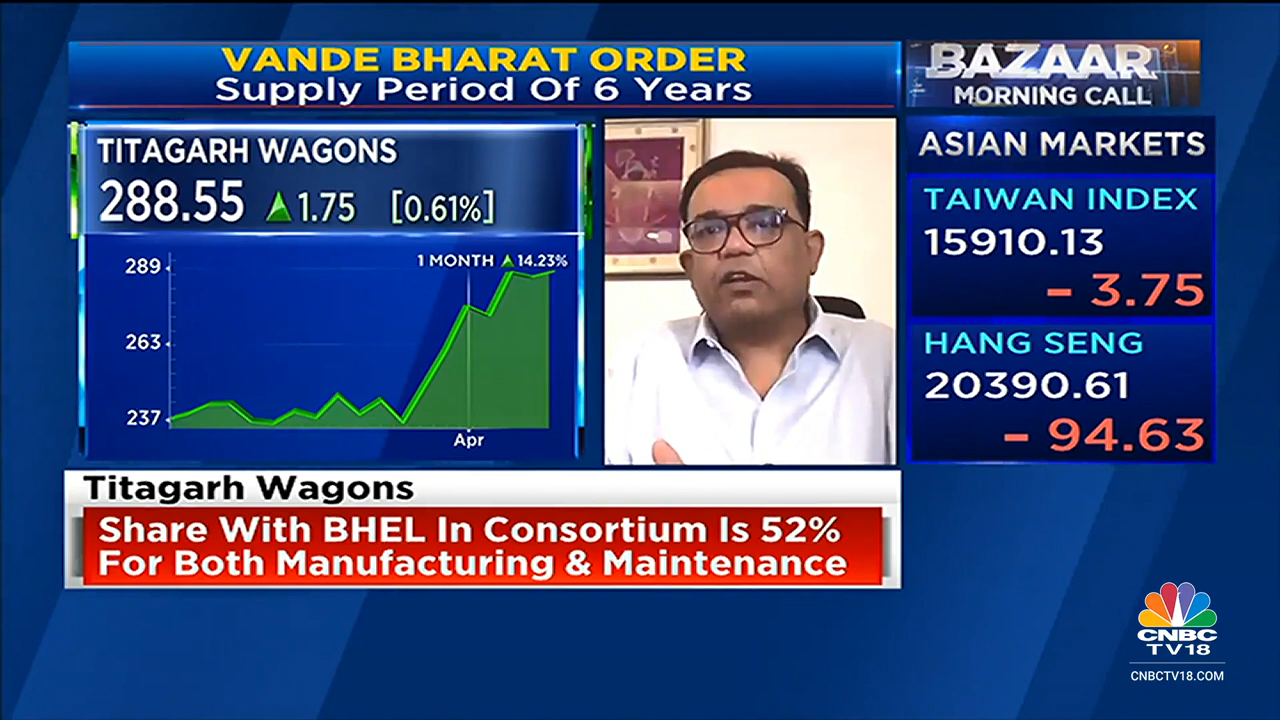 VANDE BHARAT ORDER
Supply Period Of 6 Years
BAZAAR
MORNING CALL
TITAGARH WAGONS
288.55 ▲ 1.75 [0.61%]
1 MONTH ▲ 14.23%
289
263
237
Apr
ASIAN MARKETS
TAIWAN INDEX
15910.13
- 3.75
HANG SENG
20390.61
- 94.63
Titagarh Wagons
Share With BHEL In Consortium Is 52%
For Both Manufacturing & Maintenance
CNBC
TV18
CNBCTV18.COM